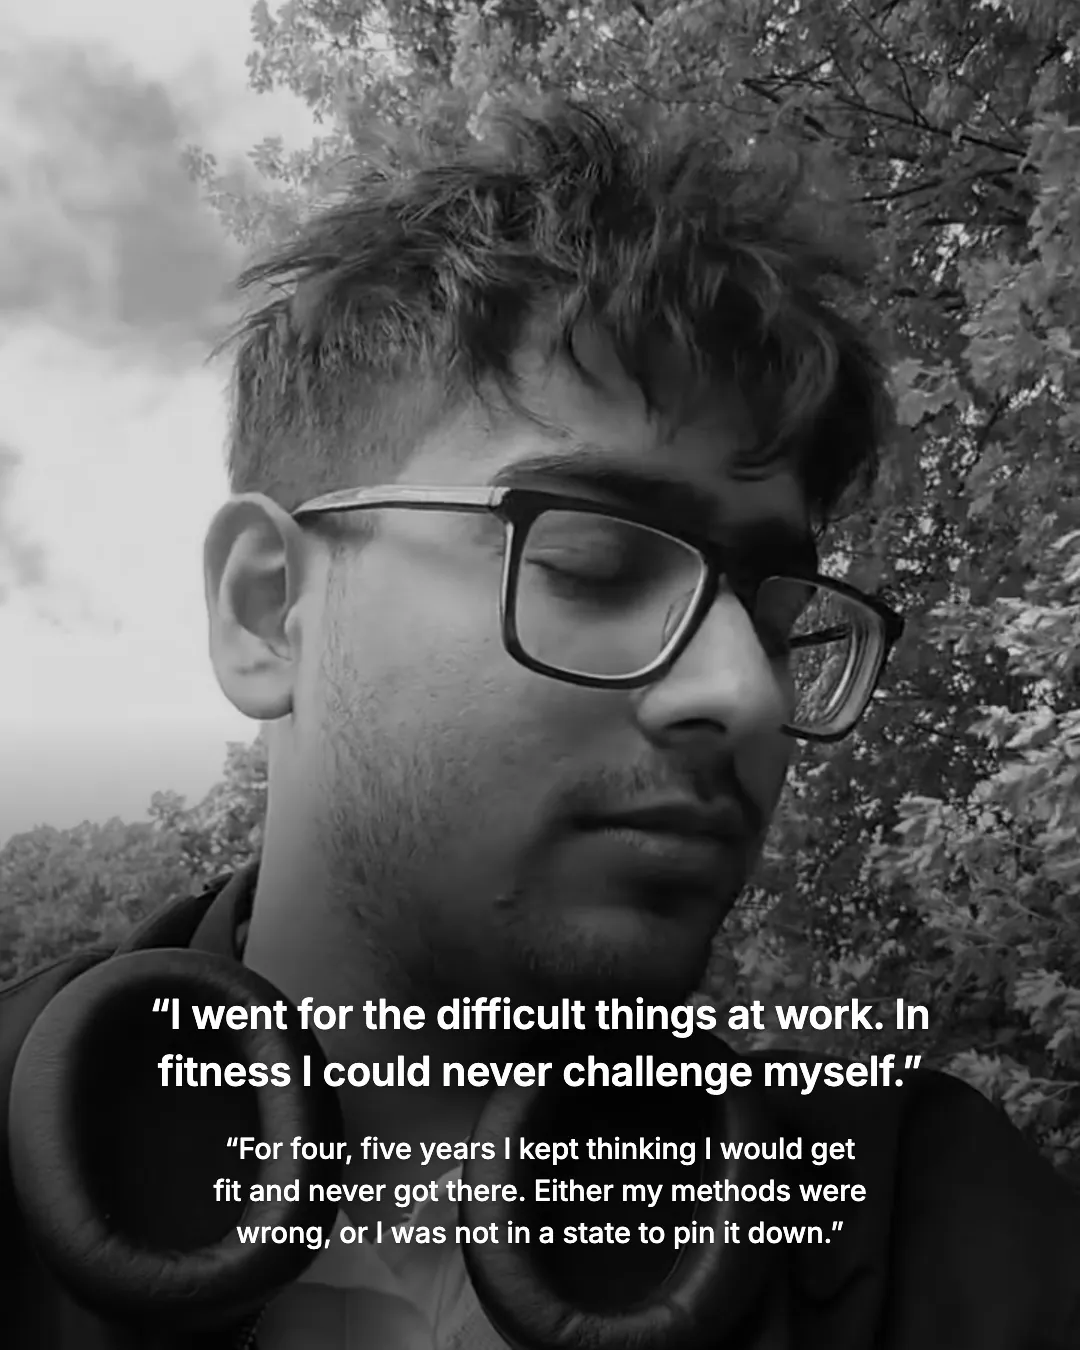 “I went for the difficult things at work. In
fitness I could never challenge myself.”
“For four, five years I kept thinking I would get
fit and never got there. Either my methods were
wrong, or I was not in a state to pin it down.”